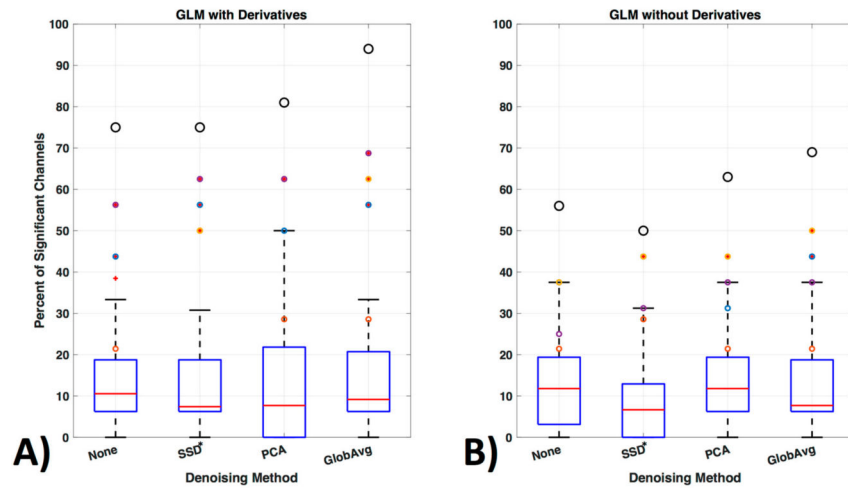 GLM with Derivatives
Percent of Significant Channels
100
90
80
70
60
50
40
30
20
10
0
None
SSD*
PCA
GlobAvg
Denoising Method
A)
GLM without Derivatives
100
90
80
70
60
50
40
30
20
10
0
None
SSD*
PCA
GlobAvg
Denoising Method
B)